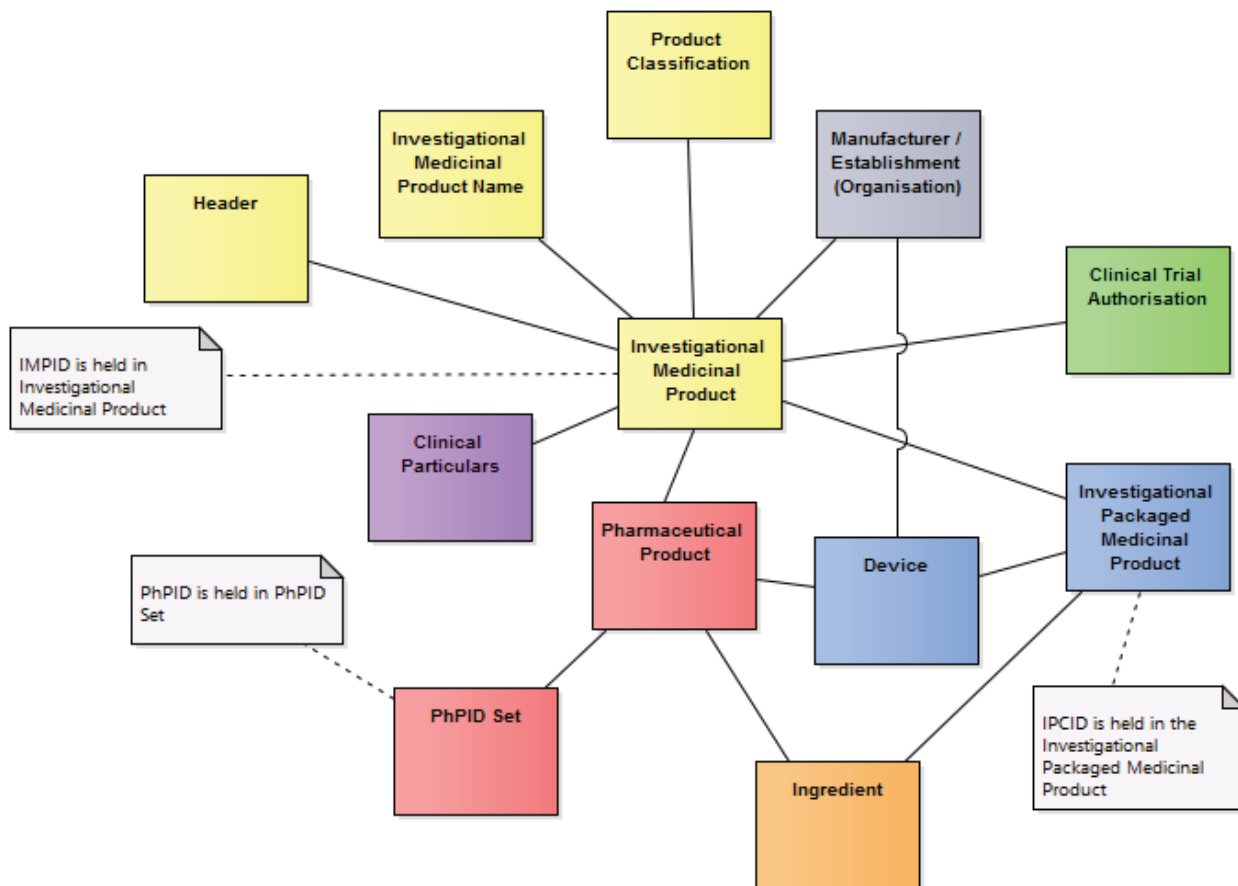 Product
Classification
Investigational
Medicinal
Product Name
Manufacturer /
Establishment
(Organisation)
Header
Clinical Trial
Authorisation
IMPID is held in
Investigational
Medicinal Product
Investigational
Medicinal
Product
Clinical
Particulars
Investigational
Packaged
Medicinal
Product
Pharmaceutical
Product
Device
PhPID is held in PhPID
Set
PhPID Set
IPCID is held in the
Investigational
Packaged Medicinal
Product
Ingredient